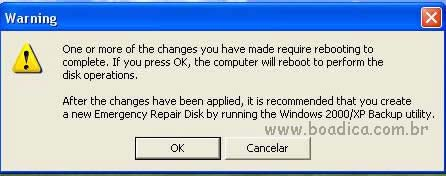 Warning
One or more of the changes you have made require rebooting to
complete. If you press OK, the computer will reboot to perform the
disk operations.
After the changes have been applied, it is recommended that you create
a new Emergency Repair Disk by running the Windows 2000/XP Backup utility.
www.boadica.com.br
OK
Cancelar